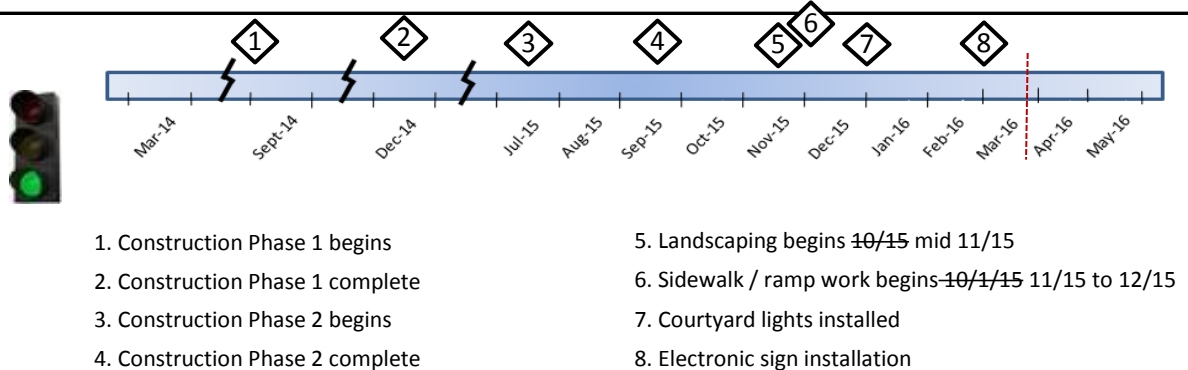 6
1 2 3 4 5 7 8
Mar-14 Sept-14 Dec-14 Jul-15 Aug-15 Sep-15 Oct-15 Nov-15 Dec-15 Jan-16 Feb-16 Mar-16 Apr-16 May-16
1. Construction Phase 1 begins
2. Construction Phase 1 complete
3. Construction Phase 2 begins
4. Construction Phase 2 complete
5. Landscaping begins 10/15 mid 11/15
6. Sidewalk / ramp work begins 10/1/15 11/15 to 12/15
7. Courtyard lights installed
8. Electronic sign installation